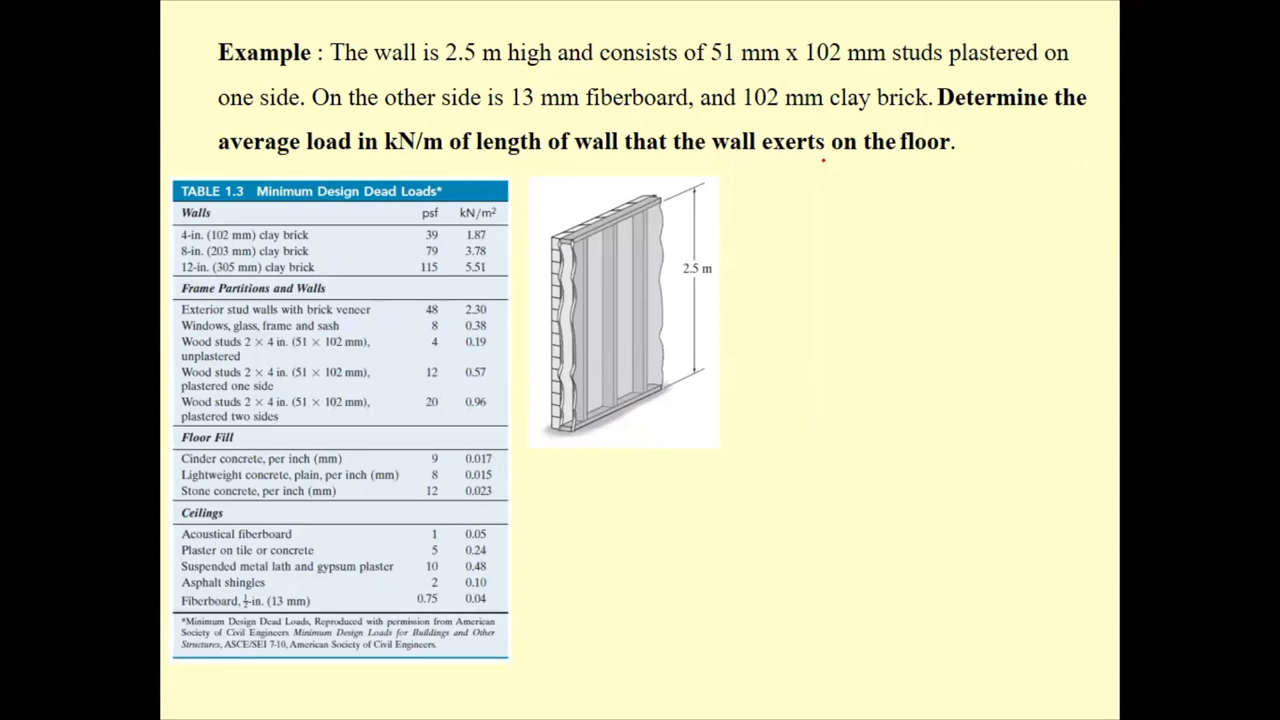 Example : The wall is 2.5 m high and consists of 51 mm x 102 mm studs plastered on
one side. On the other side is 13 mm fiberboard, and 102 mm clay brick. Determine the
average load in kN/m of length of wall that the wall exerts on the floor.
TABLE 1.3 Minimum Design Dead Loads*
Walls psf kN/m²
4-in. (102 mm) clay brick 39 1.87
8-in. (203 mm) clay brick 79 3.78
12-in. (305 mm) clay brick 115 5.51
Frame Partitions and Walls
Exterior stud walls with brick veneer 48 2.30
Windows, glass, frame and sash 8 0.38
Wood studs 2 × 4 in. (51 × 102 mm), 4 0.19
unplastered
Wood studs 2 × 4 in. (51 × 102 mm), 12 0.57
plastered one side
Wood studs 2 × 4 in. (51 × 102 mm), 20 0.96
plastered two sides
Floor Fill
Cinder concrete, per inch (mm) 9 0.017
Lightweight concrete, plain, per inch (mm) 8 0.015
Stone concrete, per inch (mm) 12 0.023
Ceilings
Acoustical fiberboard 1 0.05
Plaster on tile or concrete 5 0.24
Suspended metal lath and gypsum plaster 10 0.48
Asphalt shingles 2 0.10
Fiberboard, ½-in. (13 mm) 0.75 0.04
*Minimum Design Dead Loads, Reproduced with permission from American
Society of Civil Engineers Minimum Design Loads for Buildings and Other
Structures, ASCE/SEI 7-10, American Society of Civil Engineers.
2.5 m